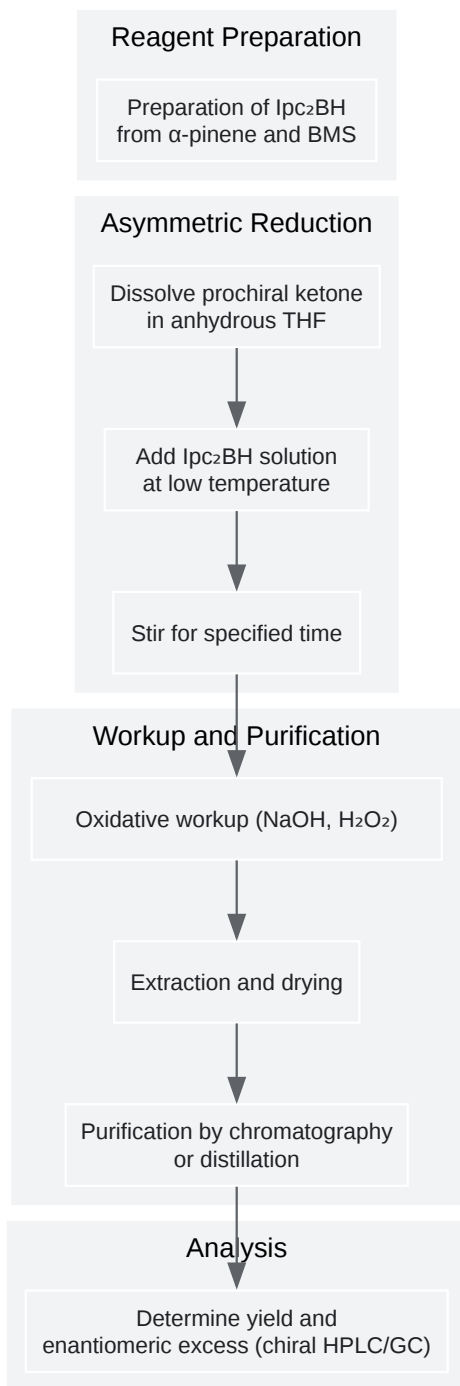 Reagent Preparation
Preparation of Ipc₂BH
from α-pinene and BMS
Asymmetric Reduction
Dissolve prochiral ketone
in anhydrous THF
Add Ipc₂BH solution
at low temperature
Stir for specified time
Workup and Purification
Oxidative workup (NaOH, H₂O₂)
Extraction and drying
Purification by chromatography
or distillation
Analysis
Determine yield and
enantiomeric excess (chiral HPLC/GC)